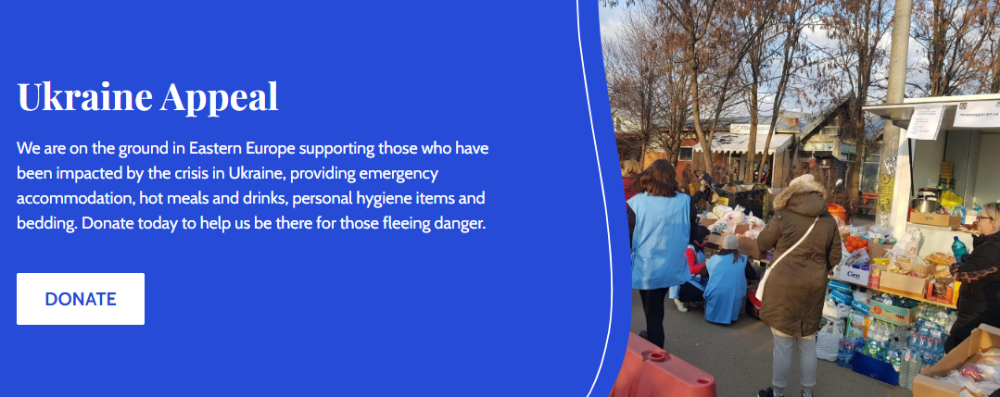 Ukraine Appeal
We are on the ground in Eastern Europe supporting those who have
been impacted by the crisis in Ukraine, providing emergency
accommodation, hot meals and drinks, personal hygiene items and
bedding. Donate today to help us be there for those fleeing danger.
DONATE
Cien